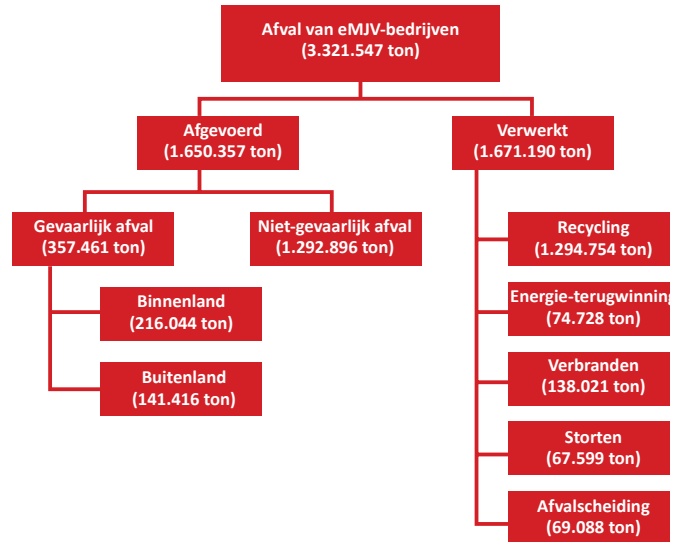 Afval van eMJV-bedrijven
(3.321.547 ton)
Afgevoerd
(1.650.357 ton)
Verwerkt
(1.671.190 ton)
Gevaarlijk afval
(357.461 ton)
Niet-gevaarlijk afval
(1.292.896 ton)
Binnenland
(216.044 ton)
Buitenland
(141.416 ton)
Recycling
(1.294.754 ton)
Energie-terugwinning
(74.728 ton)
Verbranden
(138.021 ton)
Storten
(67.599 ton)
Afvalscheiding
(69.088 ton)